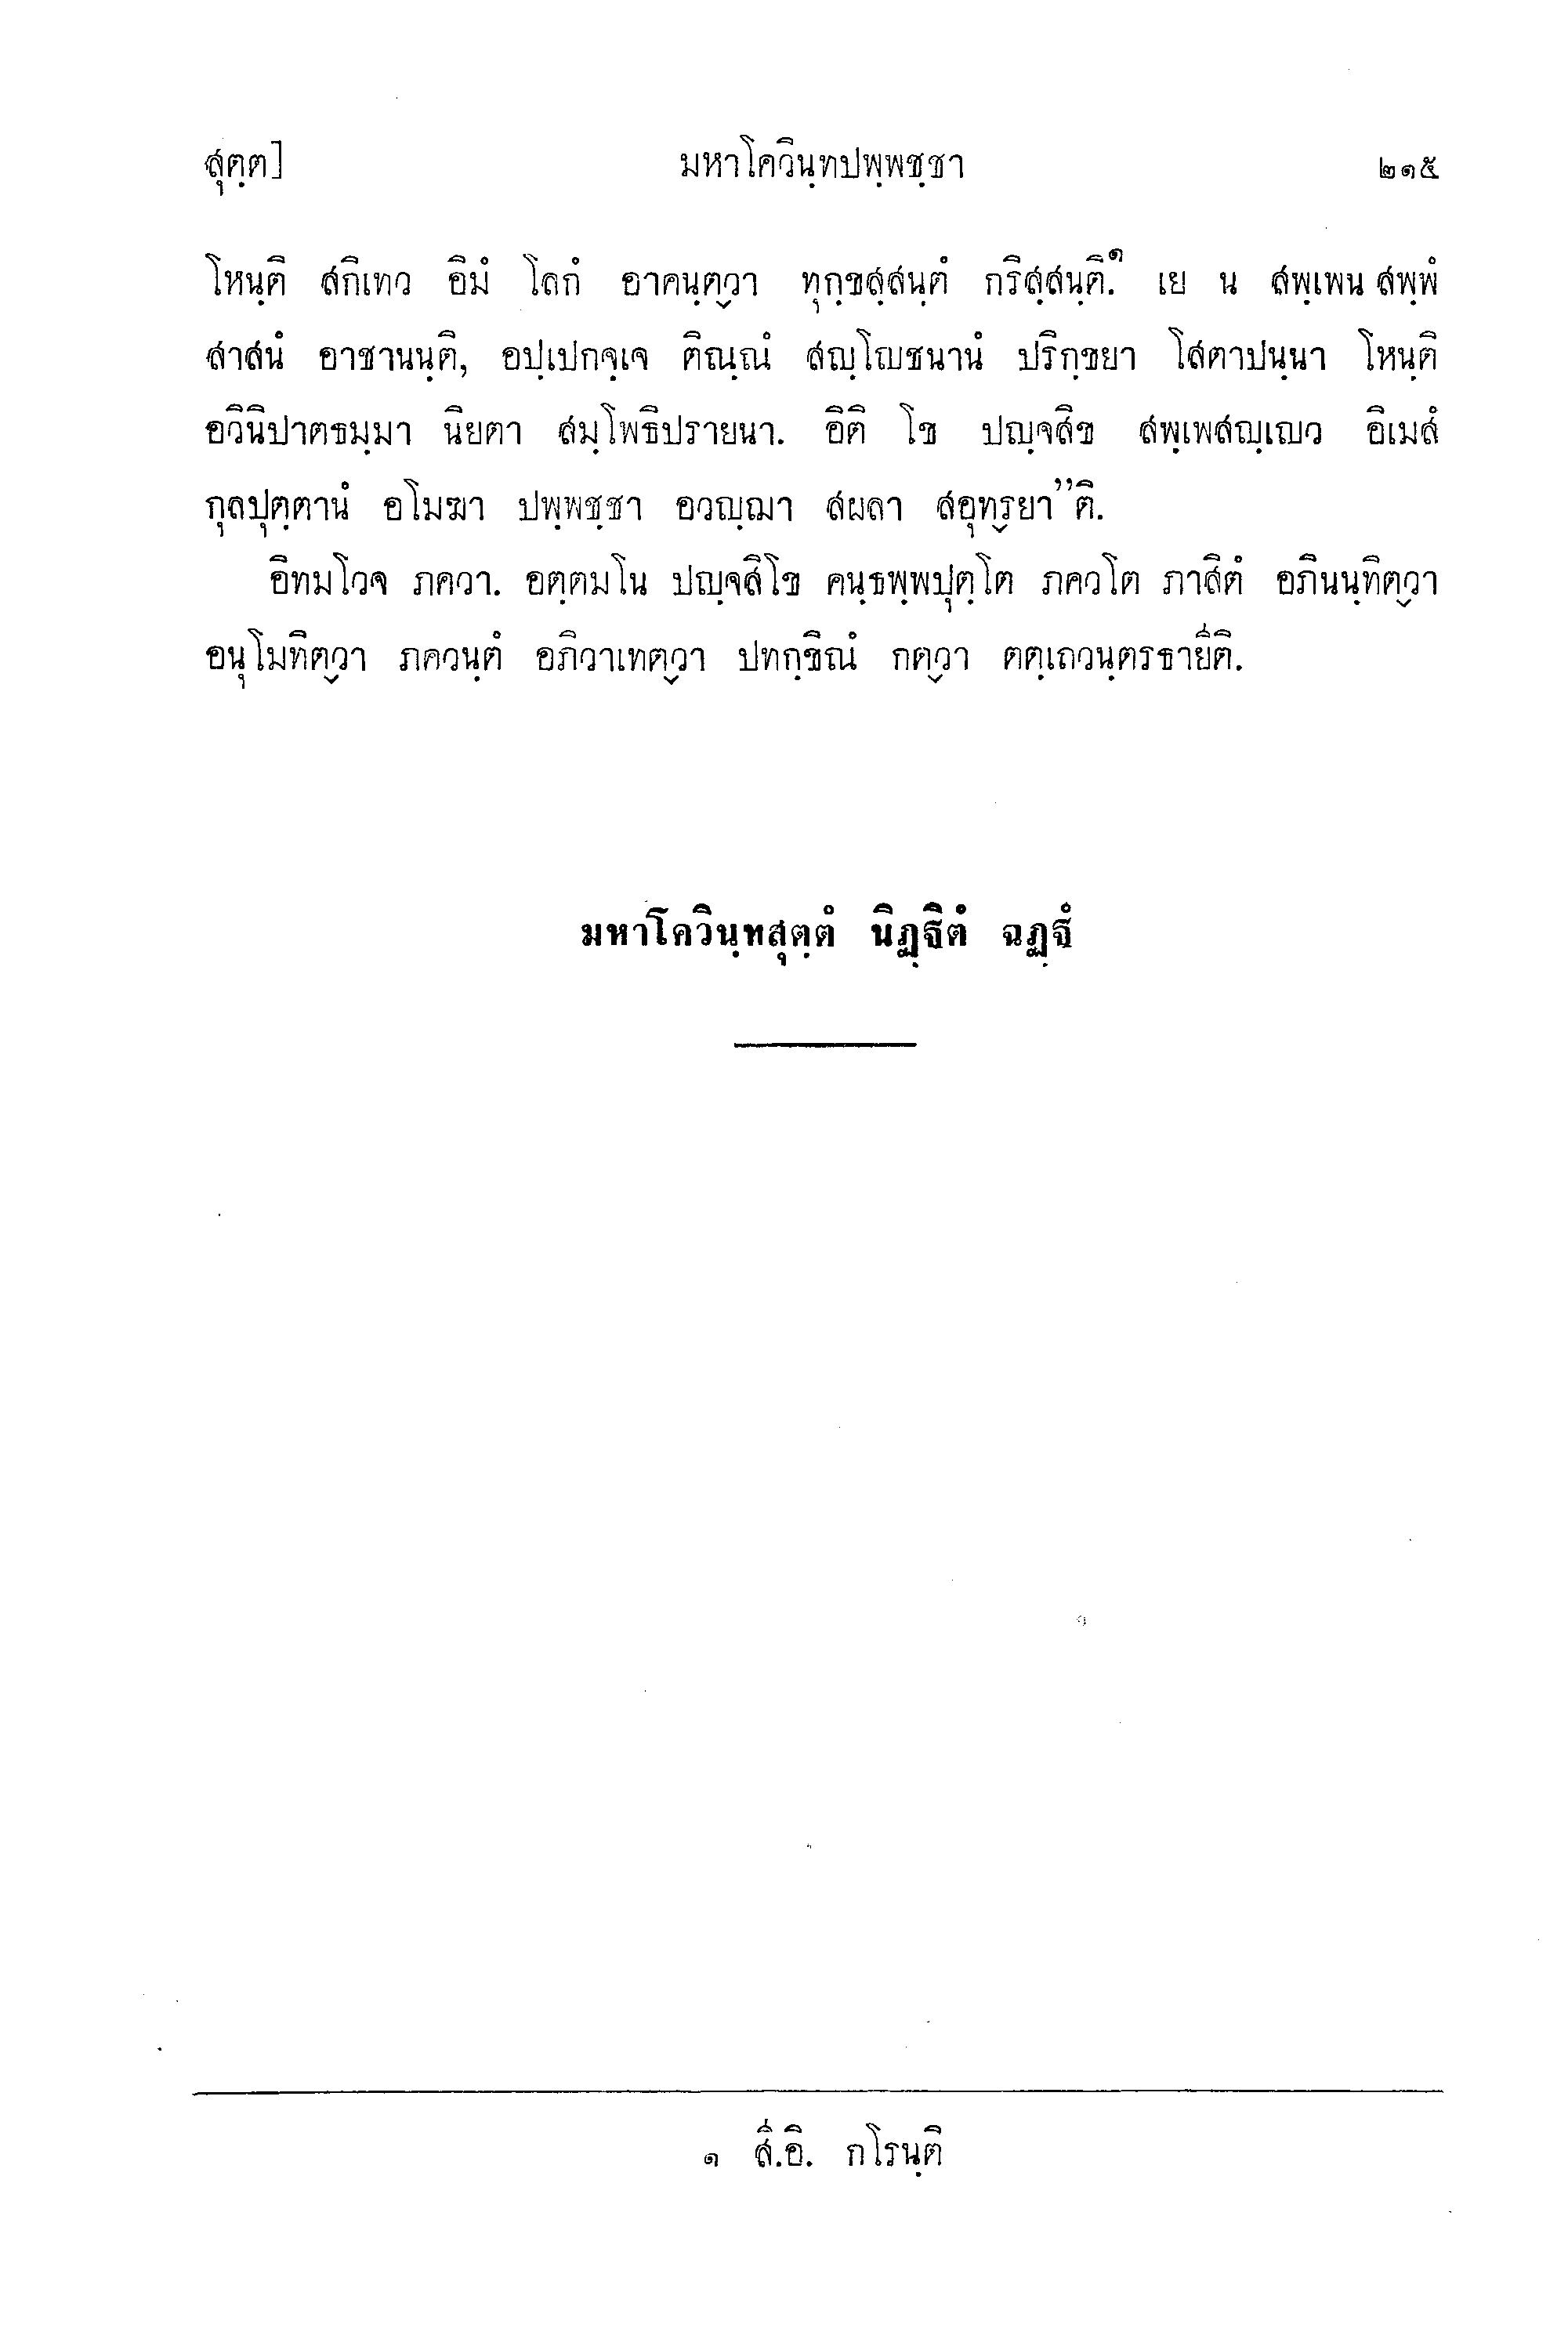 สุตฺต] มหาโควินฺทปพฺพชฺชา ๒๑๕
โหนฺติ สกิเทว อิมํ โลกํ อาคนฺตฺวา ทุกฺขสฺสนฺตํ กริสฺสนฺติ.๑ เย น สพฺเพน สพฺพํ
สาสนํ อาชานนฺติ, อปฺเปกจฺเจ ติณฺณํ สญฺโญชนานํ ปริกฺขยา โสตาปนฺนา โหนฺติ
อวินิปาตธมฺมา นิยตา สมฺโพธิปรายนา. อิติ โข ปญฺจสิข สพฺเพสญฺเญว อิเมสํ
กุลปุตฺตานํ อโมฆา ปพฺพชฺชา อวญฺฌา สผลา สอุทฺรยา”ติ.
อิทมโวจ ภควา. อตฺตมโน ปญฺจสิโข คนฺธพฺพปุตฺโต ภควโต ภาสิตํ อภินนฺทิตฺวา
อนุโมทิตฺวา ภควนฺตํ อภิวาเทตฺวา ปทกฺขิณํ กตฺวา ตตฺเถวนฺตรธายีติ.
มหาโควินฺทสุตฺตํ นิฏฺฐิตํ ฉฏฺฐํ
๑ สี.อิ. กโรนฺติ